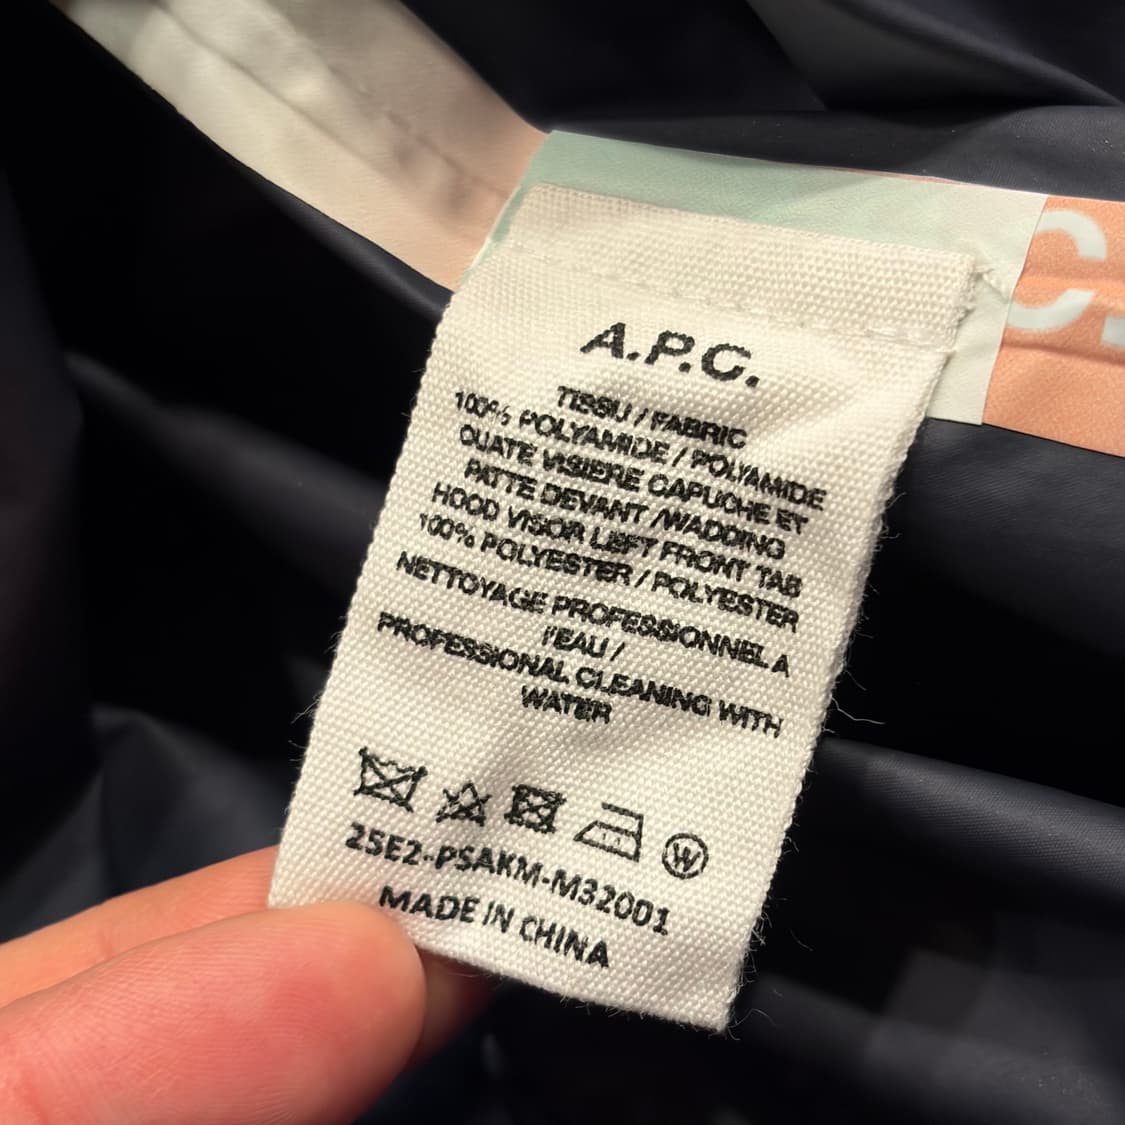 A.P.C.
TISSU / FABRIC
100% POLYAMIDE / POLYAMIDE
OUATE VISIERE CAPUCHE ET
PATTE DEVANT /WADDING
HOOD VISOR LEFT FRONT TAB
100% POLYESTER / POLYESTER
NETTOYAGE PROFESSIONNEL A
l'EAU /
PROFESSIONAL CLEANING WITH
WATER
W
25E2-PSAKM-M32001
MADE IN CHINA
C.